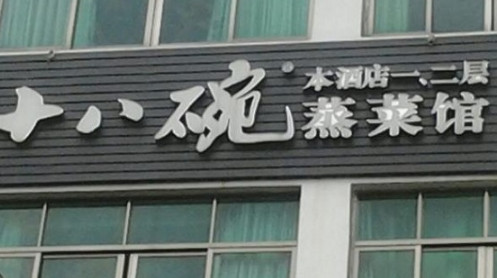 十八碗
本酒店一、二层
蒸菜馆